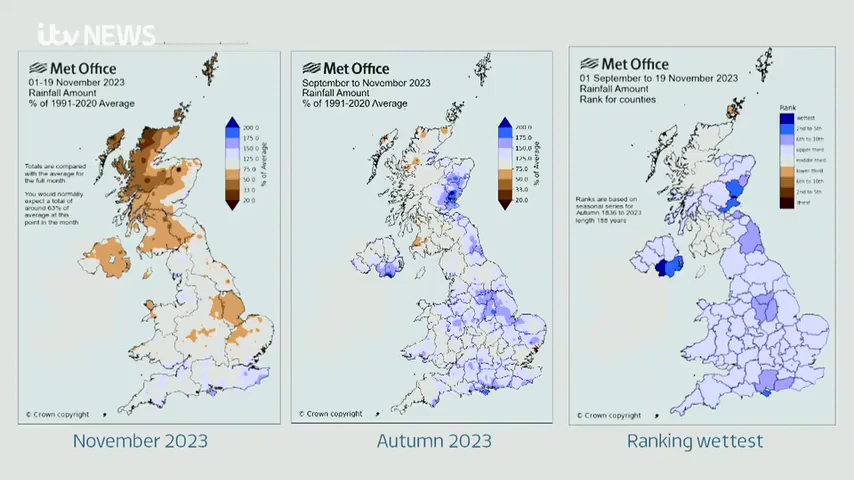 itv NEWS
Met Office
01-19 November 2023
Rainfall Amount
% of 1991-2020 Average
Totals are compared
with the average for
the full month
You would normally
expect a total of
around 63% of
average at this
point in the month
200.0
175.0
150.0
125.0
75.0
50.0
33.0
20.0
% of Average
© Crown copyright
November 2023
Met Office
September to November 2023
Rainfall Amount
% of 1991-2020 Average
200.0
175.0
150.0
125.0
75.0
50.0
33.0
20.0
% of Average
© Crown copyright
Autumn 2023
Met Office
01 September to 19 November 2023
Rainfall Amount
Rank for counties
Rank
wettest
2nd to 5th
6th to 10th
upper third
middle third
lower third
6th to 10th
2nd to 5th
driest
Ranks are based on
seasonal series for
Autumn 1836 to 2023
length 188 years
© Crown copyright
Ranking wettest